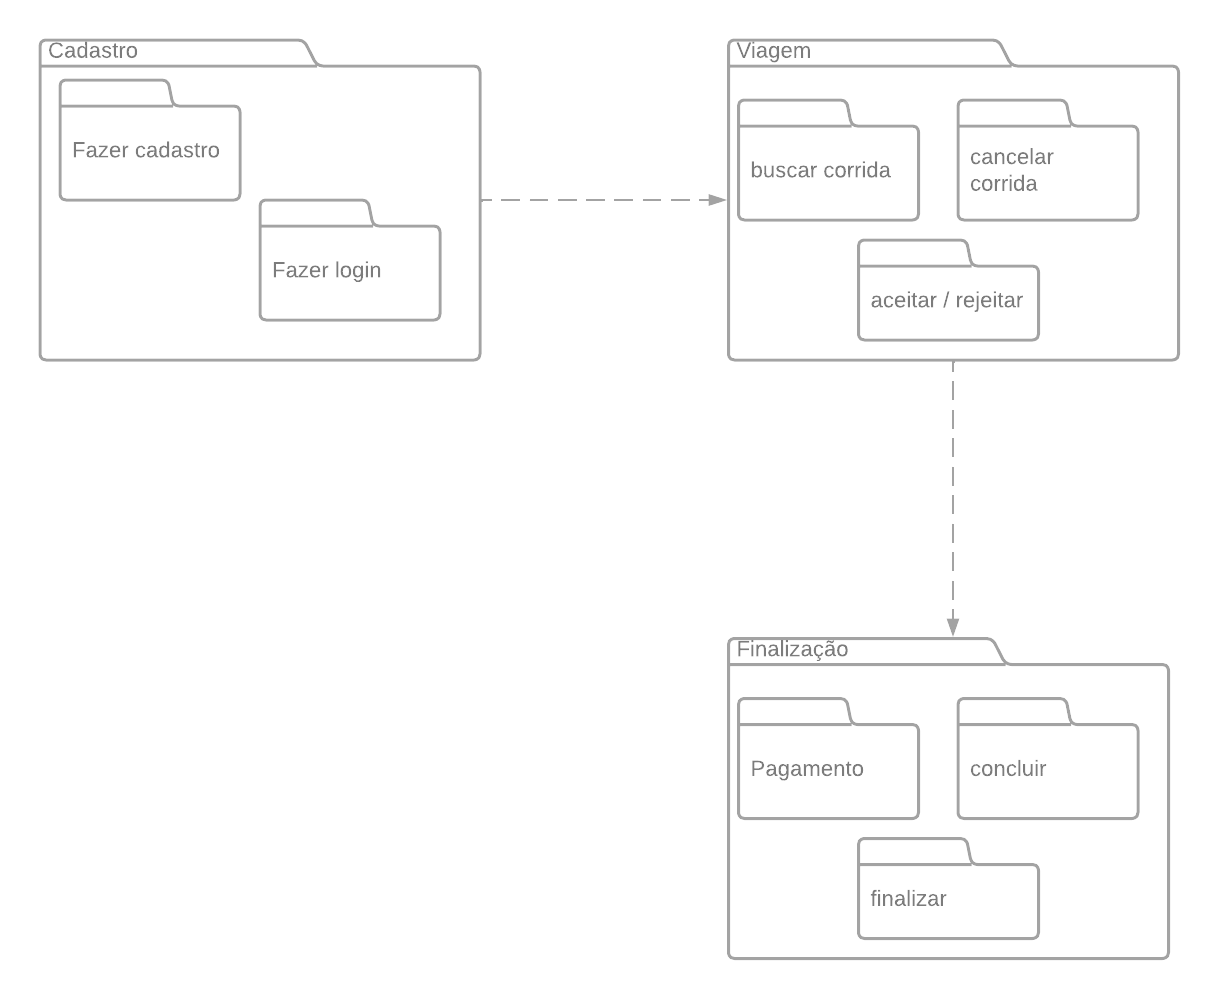 Cadastro
Fazer cadastro
Fazer login
Viagem
buscar corrida
cancelar
corrida
aceitar / rejeitar
Finalização
Pagamento
concluir
finalizar